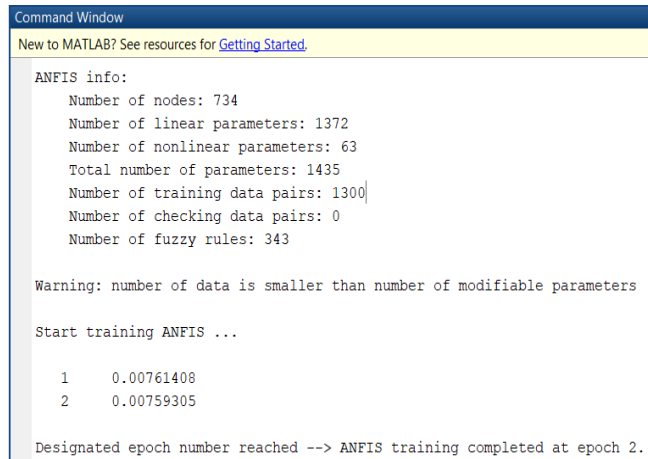 Command Window
New to MATLAB? See resources for Getting Started.
ANFIS info:
Number of nodes: 734
Number of linear parameters: 1372
Number of nonlinear parameters: 63
Total number of parameters: 1435
Number of training data pairs: 1300
Number of checking data pairs: 0
Number of fuzzy rules: 343
Warning: number of data is smaller than number of modifiable parameters
Start training ANFIS ...
1 0.00761408
2 0.00759305
Designated epoch number reached --> ANFIS training completed at epoch 2.